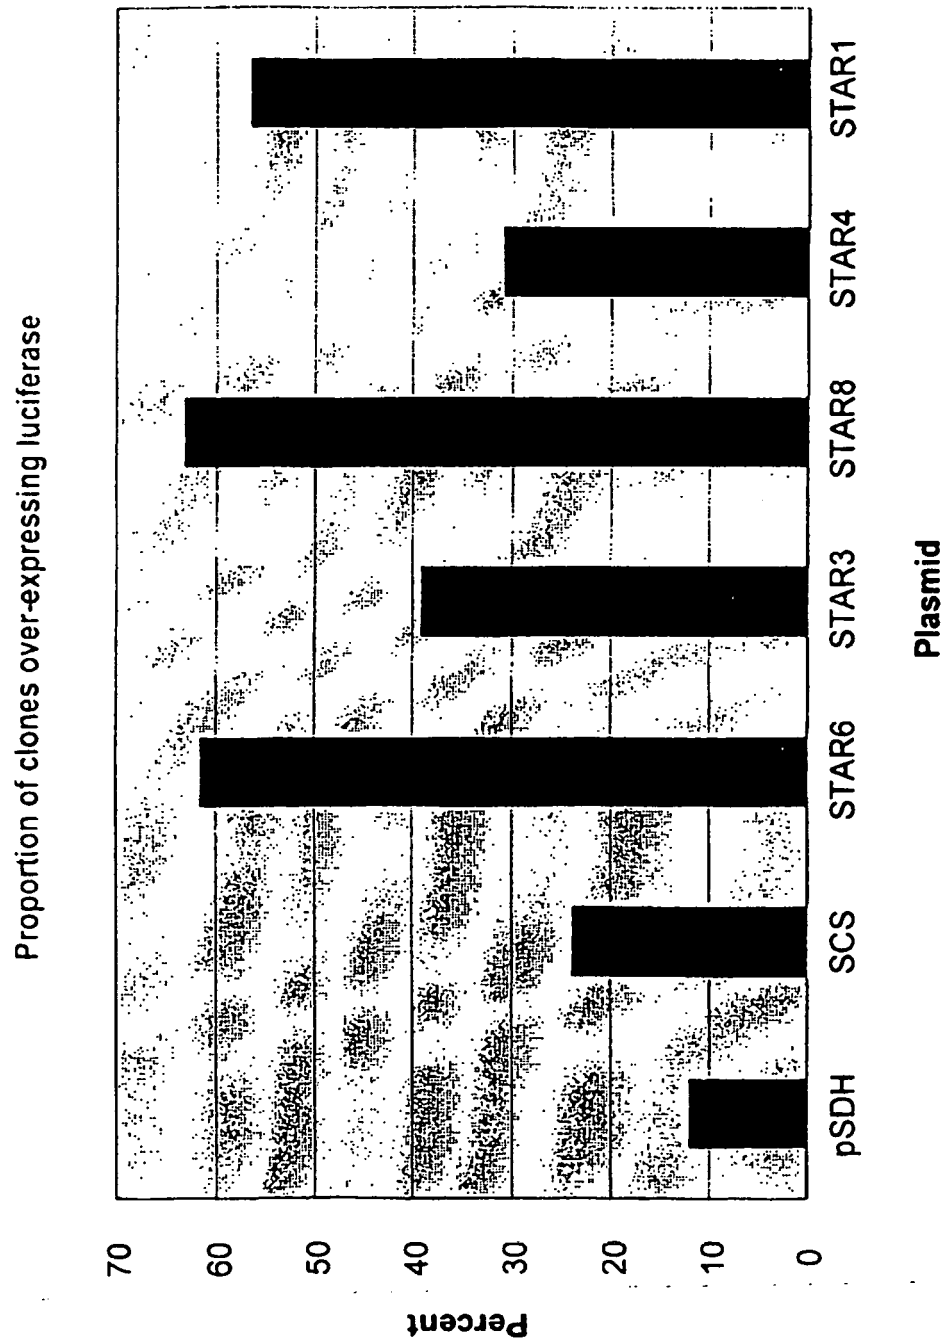 Proportion of clones over-expressing luciferase
Percent
70
60
50
40
30
20
10
0
pSDH
SCS
STAR6
STAR3
STAR8
STAR4
STAR1
Plasmid